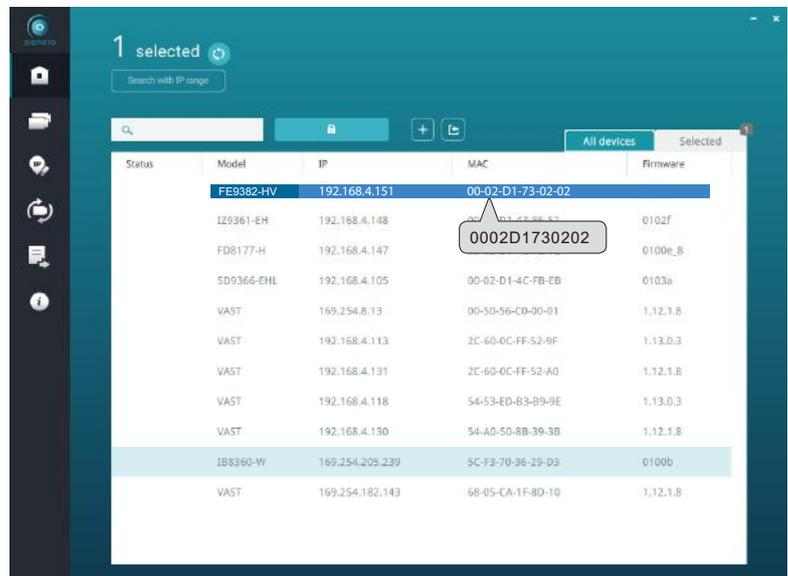 1 selected
Search with IP range
All devices
Selected
1
Status Model IP MAC Firmware
FE9382-HV 192.168.4.151 00-02-D1-73-02-02
IZ9361-EH 192.168.4.148 0102f
0002D1730202
FD8177-H 192.168.4.147 0100e_8
SD9366-EHL 192.168.4.105 00-02-D1-4C-FB-EB 0103a
VAST 169.254.8.13 00-50-56-C0-00-01 1.12.1.8
VAST 192.168.4.113 2C-60-0C-FF-52-9F 1.13.0.3
VAST 192.168.4.131 2C-60-0C-FF-52-A0 1.12.1.8
VAST 192.168.4.118 54-53-ED-B3-B9-9E 1.13.0.3
VAST 192.168.4.130 54-A0-50-8B-39-3B 1.12.1.8
IB8360-W 169.254.205.239 5C-F3-70-36-29-D3 0100b
VAST 169.254.182.143 68-05-CA-1F-8D-10 1.12.1.8